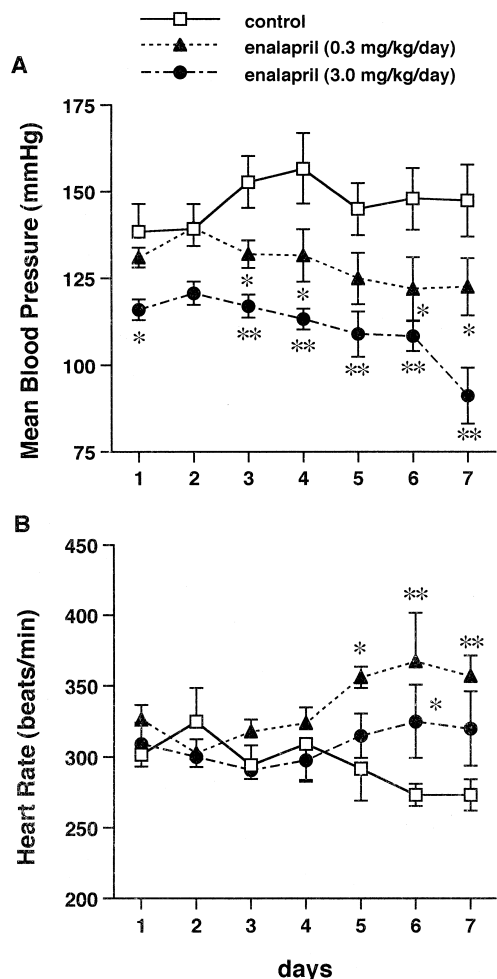 control
enalapril (0.3 mg/kg/day)
enalapril (3.0 mg/kg/day)
A
Mean Blood Pressure (mmHg)
175
150
125
100
75
*
* * * *
** ** ** ** **
1 2 3 4 5 6 7
B
Heart Rate (beats/min)
450
400
350
300
250
200
* ** **
*
1 2 3 4 5 6 7
days